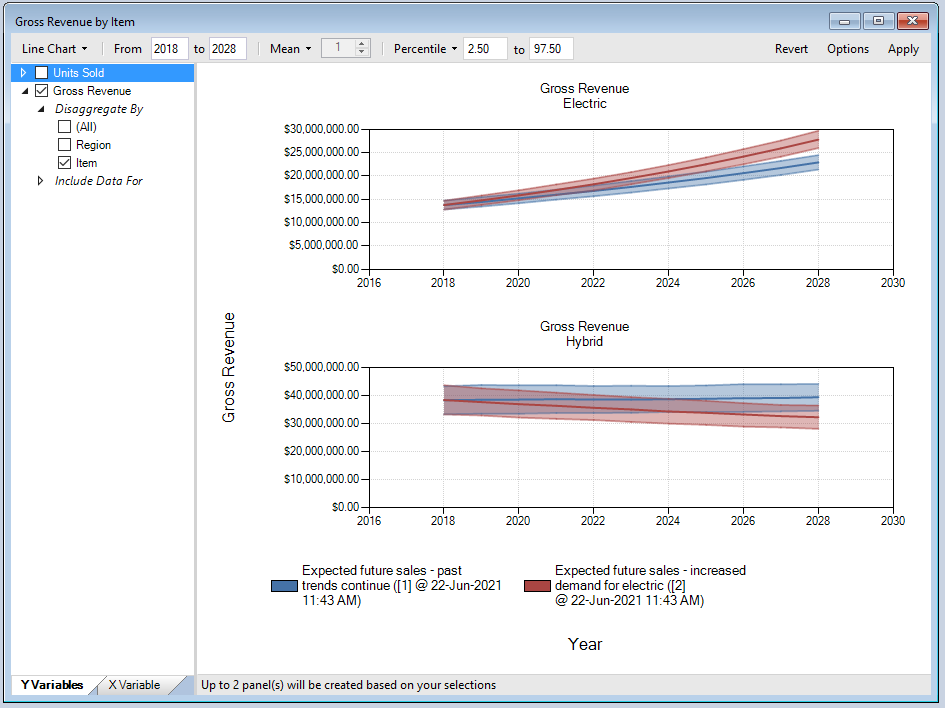 Gross Revenue by Item
Line Chart From 2018 to 2028 Mean 1 Percentile 2.50 to 97.50 Revert Options Apply
Units Sold
Gross Revenue
Disaggregate By
(All)
Region
Item
Include Data For
Gross Revenue
Electric
$30,000,000.00
$25,000,000.00
$20,000,000.00
$15,000,000.00
$10,000,000.00
$5,000,000.00
$0.00
2016 2018 2020 2022 2024 2026 2028 2030
Gross Revenue
Gross Revenue
Hybrid
$50,000,000.00
$40,000,000.00
$30,000,000.00
$20,000,000.00
$10,000,000.00
$0.00
2016 2018 2020 2022 2024 2026 2028 2030
Expected future sales - past
trends continue ([1] @ 22-Jun-2021
11:43 AM)
Expected future sales - increased
demand for electric ([2]
@ 22-Jun-2021 11:43 AM)
Year
Y Variables X Variable
Up to 2 panel(s) will be created based on your selections